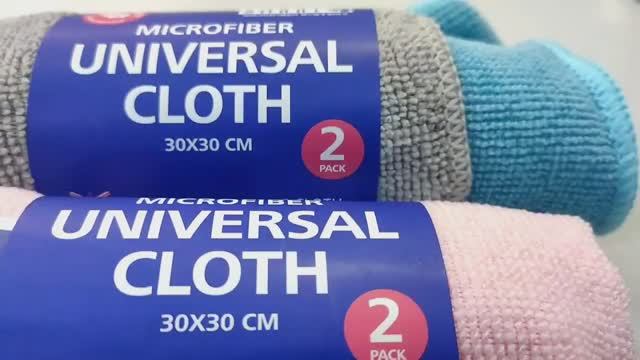 MICROFIBER
UNIVERSAL
CLOTH
30X30 CM
2
PACK
MICROFIBER
UNIVERSAL
CLOTH
30X30 CM
2
PACK